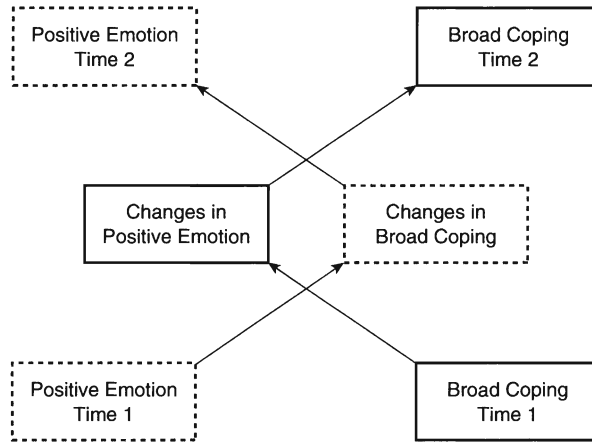 Positive Emotion
Time 2
Broad Coping
Time 2
Changes in
Positive Emotion
Changes in
Broad Coping
Positive Emotion
Time 1
Broad Coping
Time 1